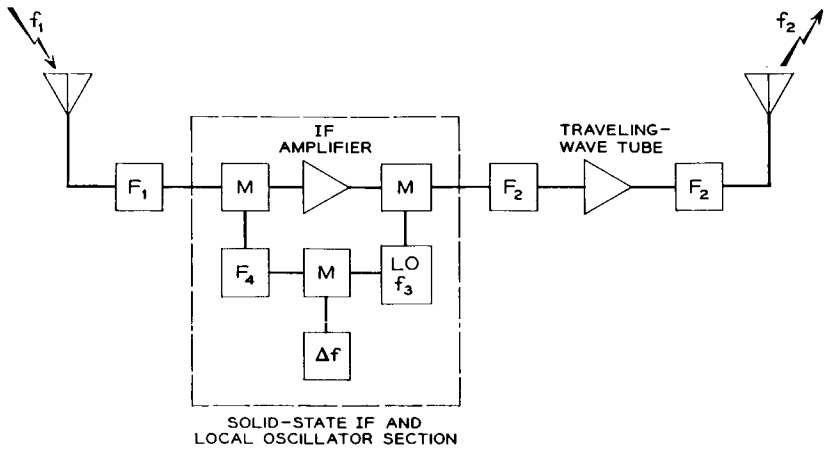 f₁
f₂
IF
AMPLIFIER
TRAVELING-
WAVE TUBE
F₁
M
M
F₂
F₂
F₄
M
LO
f₃
Δf
SOLID-STATE IF AND
LOCAL OSCILLATOR SECTION